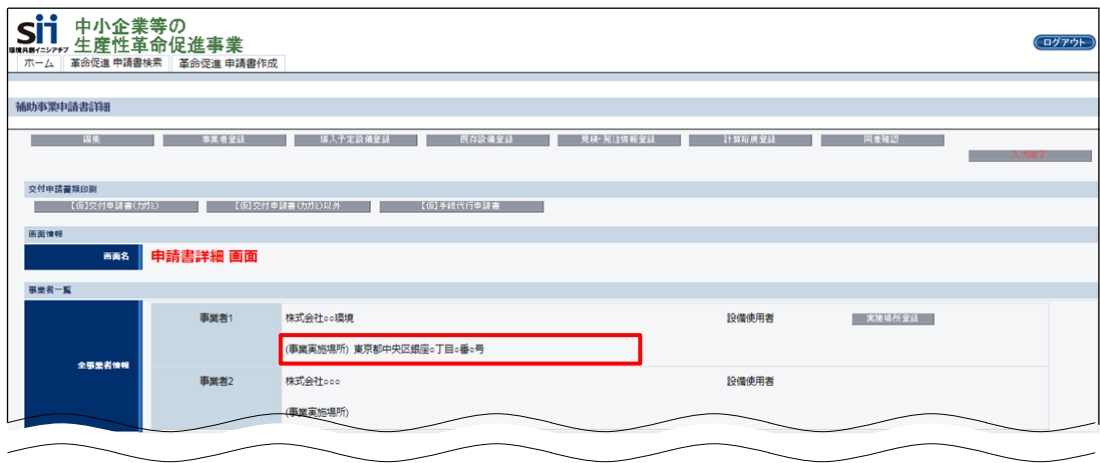 sii
環境共創イニシアチブ
中小企業等の
生産性革命促進事業
ログアウト
ホーム 革命促進 申請書検索 革命促進 申請書作成
補助事業申請書詳細
編集 事業者登録 導入予定設備登録 既存設備登録 見積・発注情報登録 計算裕度登録 同意確認
入力完了
交付申請書類印刷
【仮】交付申請書(カガミ) 【仮】交付申請書(カガミ)以外 【仮】手続代行申請書
画面情報
画面名 申請書詳細 画面
事業者一覧
事業者1 株式会社○○環境 設備使用者 実施場所登録
(事業実施場所) 東京都中央区銀座○丁目○番○号
全事業者情報
事業者2 株式会社○○○ 設備使用者
(事業実施場所)